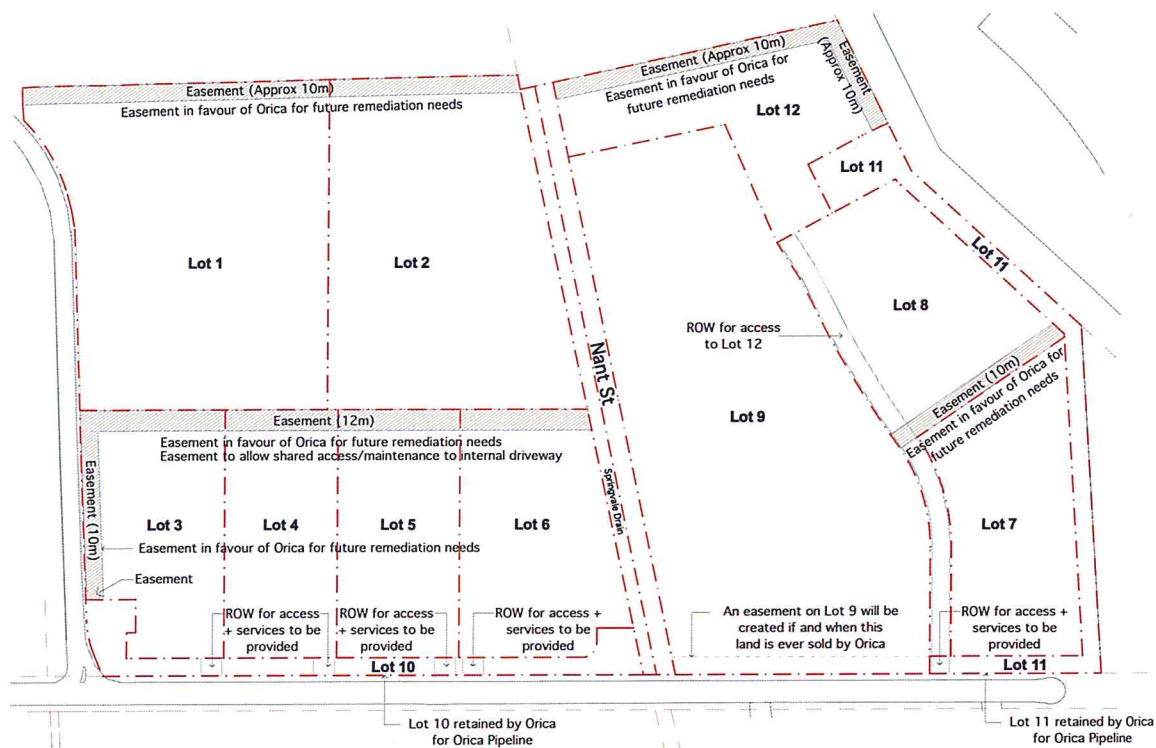 Easement (Approx 10m)
Easement in favour of Orica for future remediation needs
Easement (Approx 10m)
Easement in favour of Orica for
future remediation needs
Easement
(Approx 10m)
Lot 12
Lot 11
Lot 11
Lot 1
Lot 2
Lot 8
ROW for access
to Lot 12
Nant St
Springvale Drain
Lot 9
Easement (10m)
Easement in favour of Orica for
future remediation needs
Easement (12m)
Easement in favour of Orica for future remediation needs
Easement to allow shared access/maintenance to internal driveway
Easement (10m)
Lot 3
Lot 4
Lot 5
Lot 6
Lot 7
Easement in favour of Orica for future remediation needs
Easement
ROW for access
+ services to be
provided
ROW for access
+ services to be
provided
ROW for access +
services to be
provided
An easement on Lot 9 will be
created if and when this
land is ever sold by Orica
ROW for access +
services to be
provided
Lot 10
Lot 11
Lot 10 retained by Orica
for Orica Pipeline
Lot 11 retained by Orica
for Orica Pipeline